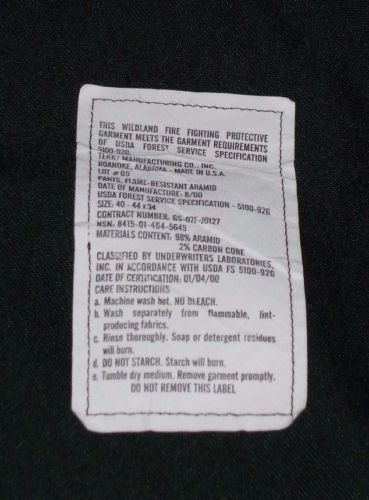 THIS WILDLAND FIRE FIGHTING PROTECTIVE
GARMENT MEETS THE GARMENT REQUIREMENTS
OF USDA FOREST SERVICE SPECIFICATION
5100-92G.
TERRY MANUFACTURING CO., INC.
ROANOKE, ALABAMA - MADE IN U.S.A.
LOT # 05
PANTS, FLAME-RESISTANT ARAMID
DATE OF MANUFACTURE: 8/00
USDA FOREST SERVICE SPECIFICATION - 5100-92G
SIZE: 40 - 44 x 34
CONTRACT NUMBER: GS-07F-J0127
NSN: 8415-01-464-5645
MATERIALS CONTENT: 98% ARAMID
2% CARBON CORE
CLASSIFIED BY UNDERWRITERS LABORATORIES,
INC. IN ACCORDANCE WITH USDA FS 5100-92G
DATE OF CERTIFICATION: 01/04/00
CARE INSTRUCTIONS
a. Machine wash hot. NO BLEACH.
b. Wash separately from flammable, lint-
producing fabrics.
c. Rinse thoroughly. Soap or detergent residues
will burn.
d. DO NOT STARCH. Starch will burn.
e. Tumble dry medium. Remove garment promptly.
DO NOT REMOVE THIS LABEL